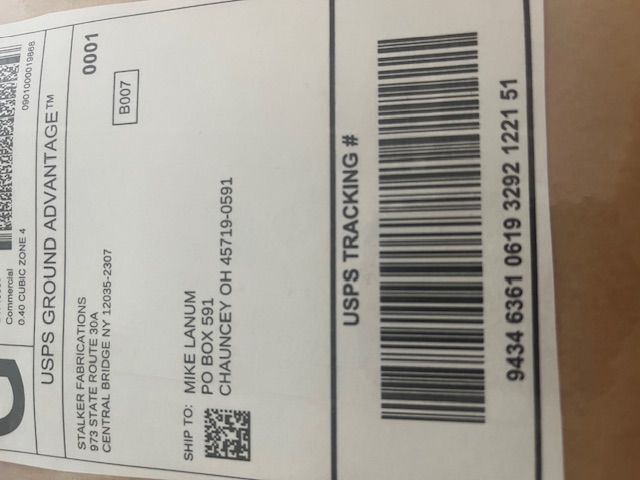 Commercial
0.40 CUBIC ZONE 4
0901000019868
USPS GROUND ADVANTAGE™
STALKER FABRICATIONS
973 STATE ROUTE 30A
CENTRAL BRIDGE NY 12035-2307
0001
B007
SHIP TO:
MIKE LANUM
PO BOX 591
CHAUNCEY OH 45719-0591
USPS TRACKING #
9434 6361 0619 3292 1221 51